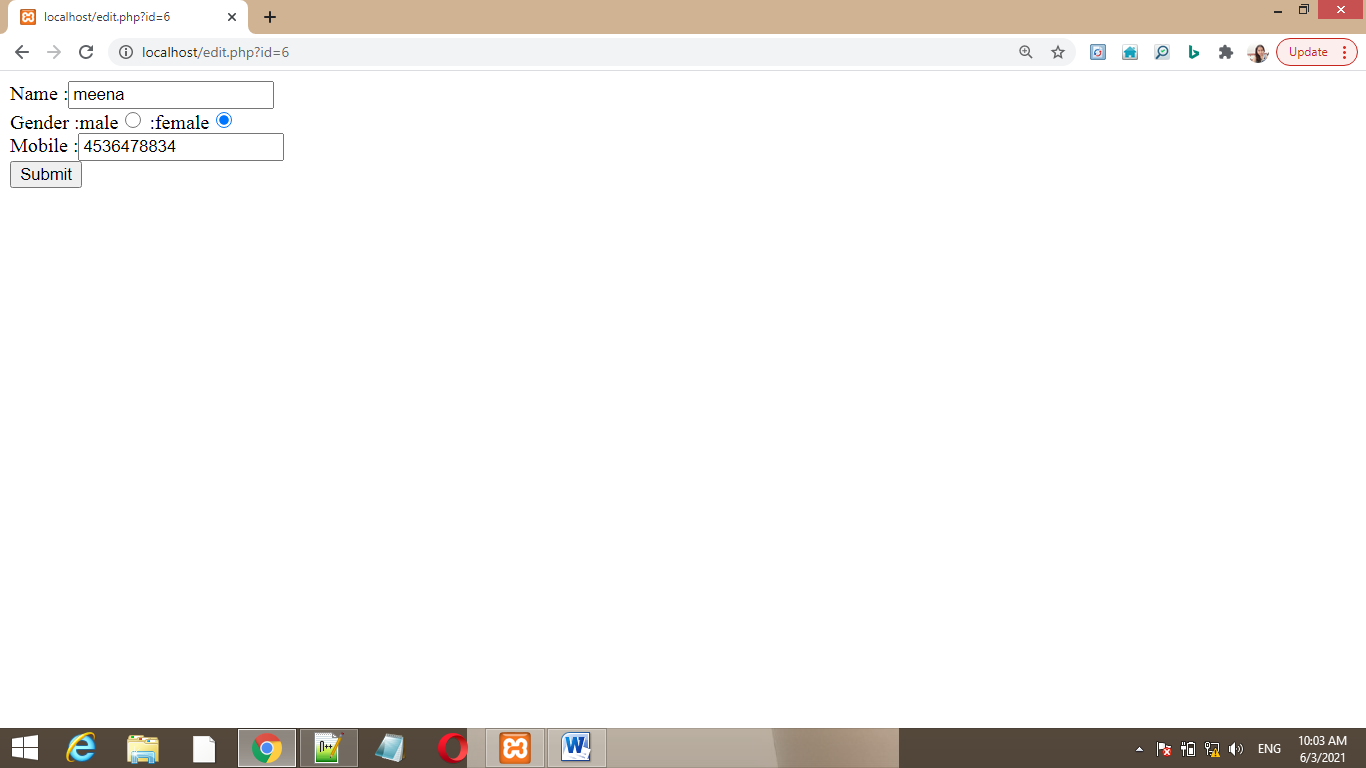 localhost/edit.php?id=6
localhost/edit.php?id=6
Update
Name :meena
Gender :male :female
Mobile :4536478834
Submit
ENG
10:03 AM
6/3/2021